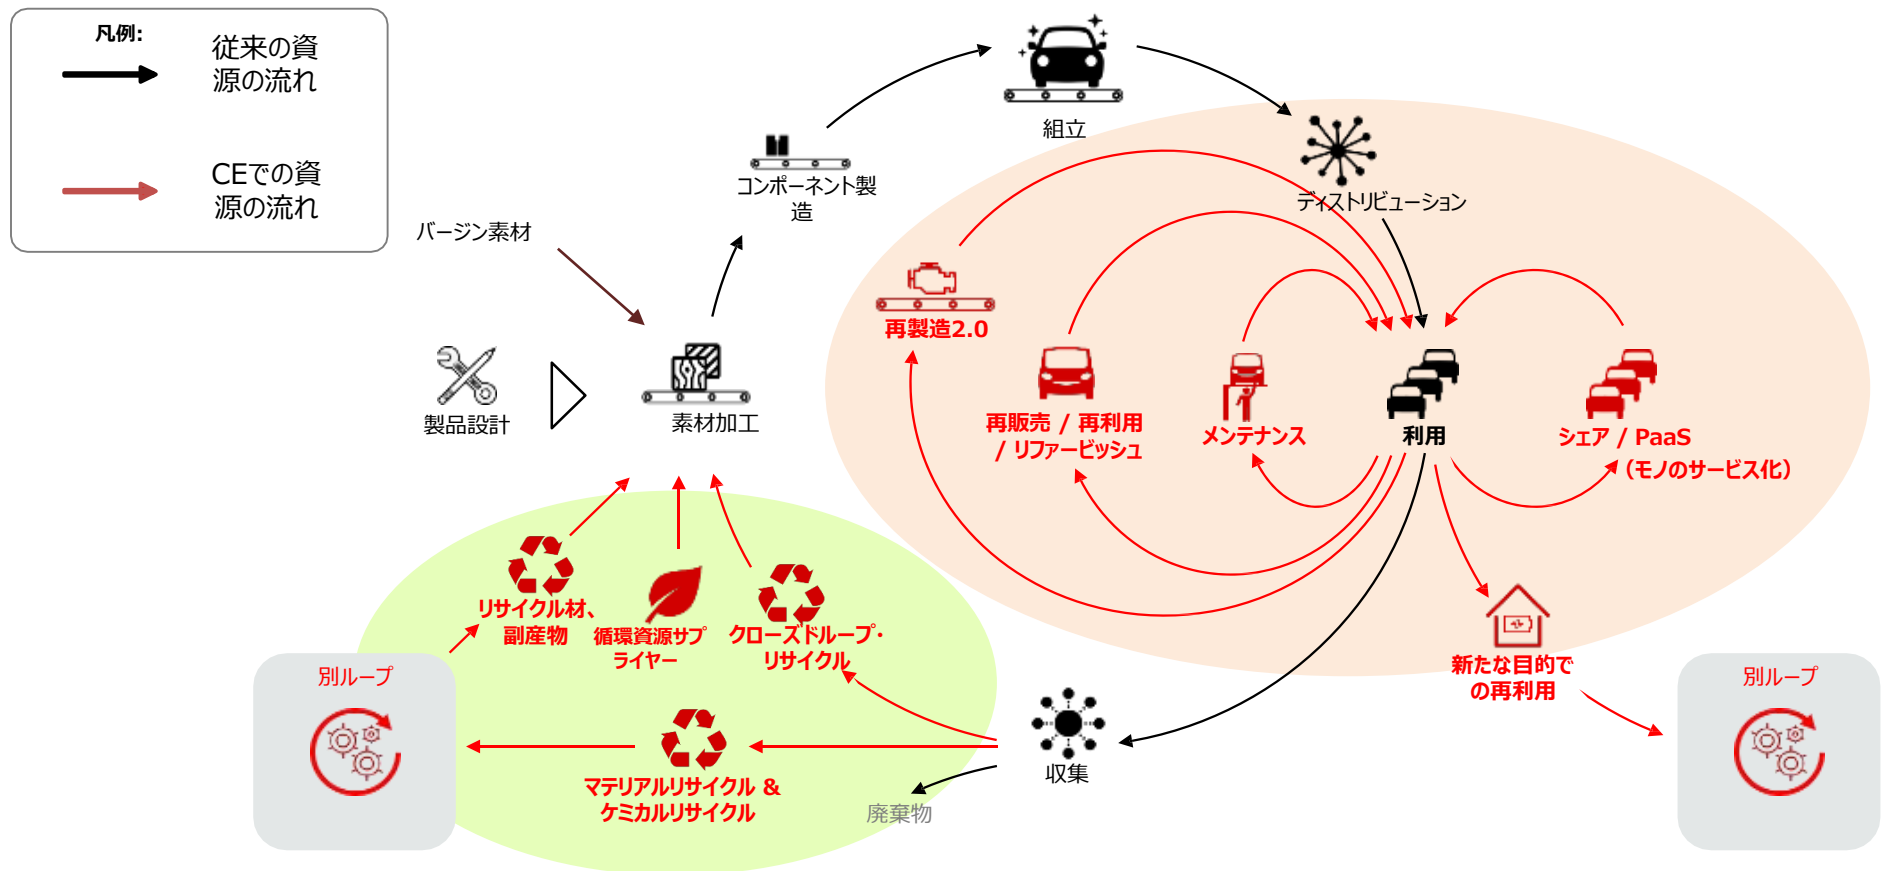 凡例:
従来の資
源の流れ
CEでの資
源の流れ
組立
コンポーネント製
造
ディストリビューション
バージン素材
再製造2.0
製品設計
素材加工
再販売 / 再利用
/ リファービッシュ
メンテナンス
利用
シェア / PaaS
（モノのサービス化）
リサイクル材、
副産物
循環資源サプ
ライヤー
クローズドループ・
リサイクル
新たな目的で
の再利用
別ループ
別ループ
マテリアルリサイクル &
ケミカルリサイクル
収集
廃棄物